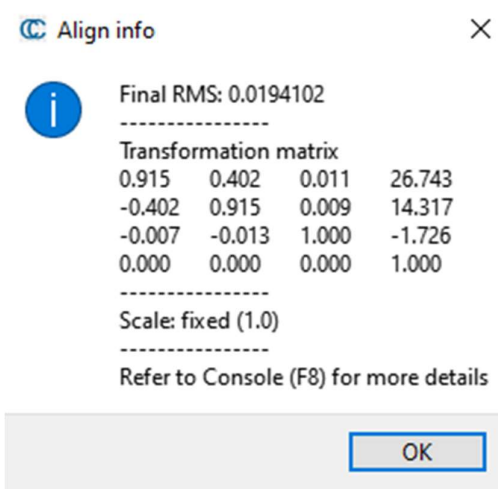 Align info
Final RMS: 0.0194102
----------------
Transformation matrix
0.915 0.402 0.011 26.743
-0.402 0.915 0.009 14.317
-0.007 -0.013 1.000 -1.726
0.000 0.000 0.000 1.000
----------------
Scale: fixed (1.0)
----------------
Refer to Console (F8) for more details
OK